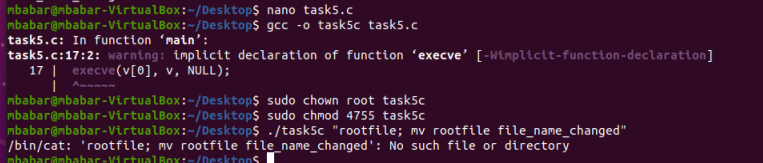 mbabar@mbabar-VirtualBox:~/Desktop$ nano task5.c
mbabar@mbabar-VirtualBox:~/Desktop$ gcc -o task5c task5.c
task5.c: In function ‘main’:
task5.c:17:2: warning: implicit declaration of function ‘execve’ [-Wimplicit-function-declaration]
   17 |  execve(v[0], v, NULL);
      |  ^~~~~~
mbabar@mbabar-VirtualBox:~/Desktop$ sudo chown root task5c
mbabar@mbabar-VirtualBox:~/Desktop$ sudo chmod 4755 task5c
mbabar@mbabar-VirtualBox:~/Desktop$ ./task5c "rootfile; mv rootfile file_name_changed"
/bin/cat: 'rootfile; mv rootfile file_name_changed': No such file or directory
mbabar@mbabar-VirtualBox:~/Desktop$